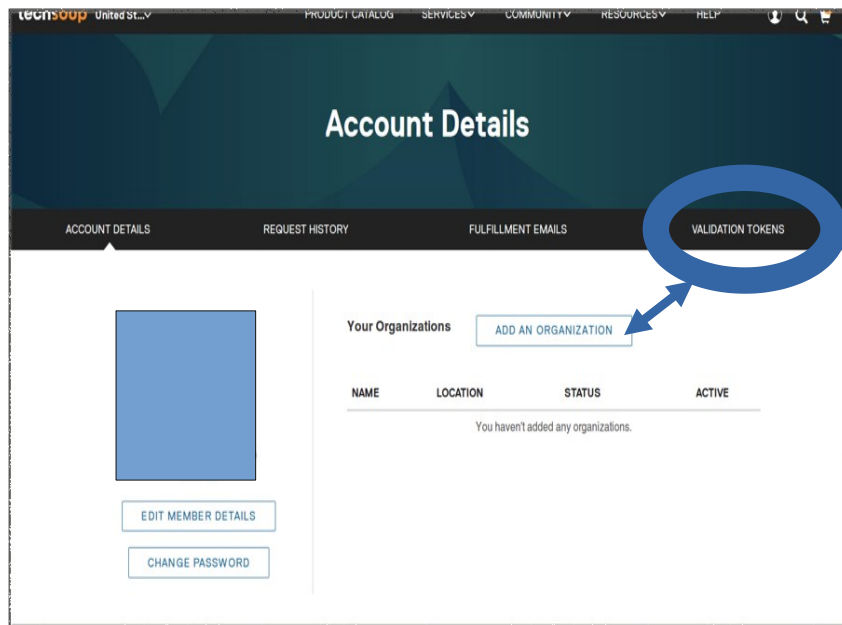 techsoup United St... PRODUCT CATALOG SERVICES COMMUNITY RESOURCES HELP
Account Details
ACCOUNT DETAILS REQUEST HISTORY FULFILLMENT EMAILS VALIDATION TOKENS
Your Organizations ADD AN ORGANIZATION
NAME LOCATION STATUS ACTIVE
You haven't added any organizations.
EDIT MEMBER DETAILS
CHANGE PASSWORD